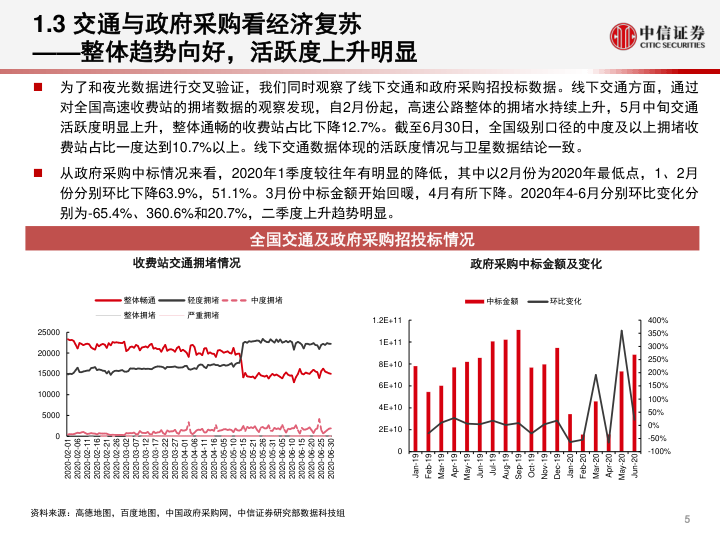 1.3 交通与政府采购看经济复苏
——整体趋势向好，活跃度上升明显
中信证券
CITIC SECURITIES
为了和夜光数据进行交叉验证，我们同时观察了线下交通和政府采购招投标数据。线下交通方面，通过
对全国高速收费站的拥堵数据的观察发现，自2月份起，高速公路整体的拥堵水持续上升，5月中旬交通
活跃度明显上升，整体通畅的收费站占比下降12.7%。截至6月30日，全国级别口径的中度及以上拥堵收
费站占比一度达到10.7%以上。线下交通数据体现的活跃度情况与卫星数据结论一致。
从政府采购中标情况来看，2020年1季度较往年有明显的降低，其中以2月份为2020年最低点，1、2月
份分别环比下降63.9%，51.1%。3月份中标金额开始回暖，4月有所下降。2020年4-6月分别环比变化分
别为-65.4%、360.6%和20.7%，二季度上升趋势明显。
全国交通及政府采购招投标情况
收费站交通拥堵情况
整体畅通 轻度拥堵 中度拥堵
整体拥堵 严重拥堵
25000
20000
15000
10000
5000
0
2020-02-01 2020-02-06 2020-02-11 2020-02-16 2020-02-21 2020-02-26 2020-03-02 2020-03-07 2020-03-12 2020-03-17 2020-03-22 2020-03-27 2020-04-01 2020-04-06 2020-04-11 2020-04-16 2020-04-20 2020-05-05 2020-05-10 2020-05-15 2020-05-21 2020-05-26 2020-05-31 2020-06-05 2020-06-10 2020-06-15 2020-06-20 2020-06-25 2020-06-30
政府采购中标金额及变化
中标金额 环比变化
1.2E+11
1E+11
8E+10
6E+10
4E+10
2E+10
0
400%
350%
300%
250%
200%
150%
100%
50%
0%
-50%
-100%
Jan-19 Feb-19 Mar-19 Apr-19 May-19 Jun-19 Jul-19 Aug-19 Sep-19 Oct-19 Nov-19 Dec-19 Jan-20 Feb-20 Mar-20 Apr-20 May-20 Jun-20
资料来源：高德地图，百度地图，中国政府采购网，中信证券研究部数据科技组
5